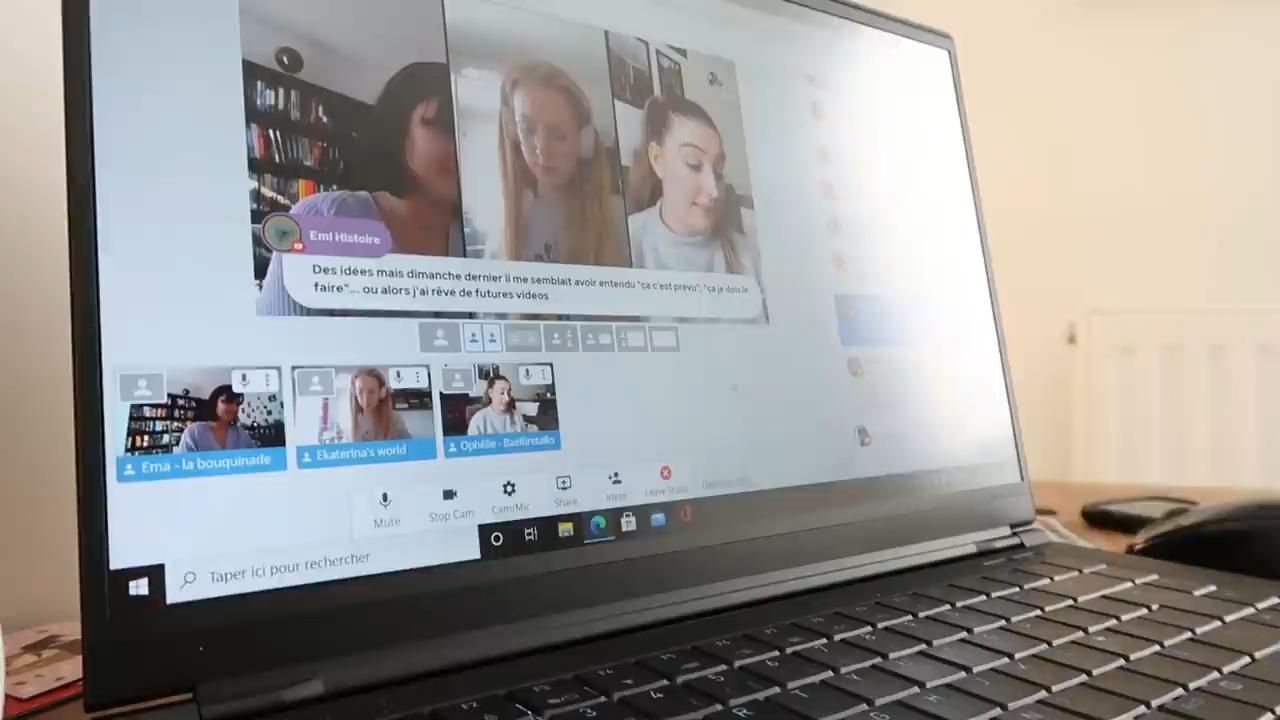 Emi Histoire
Des idées mais dimanche dernier il me semblait avoir entendu "ça c'est prévu", "ça je dois le
faire"... ou alors j'ai rêvé de futures videos
Ema - la bouquinade
Ekaterina's world
Ophélie - Baelfiretalks
Mute
Stop Cam
Cam/Mic
Share
Invite
Leave Studio
Taper ici pour rechercher